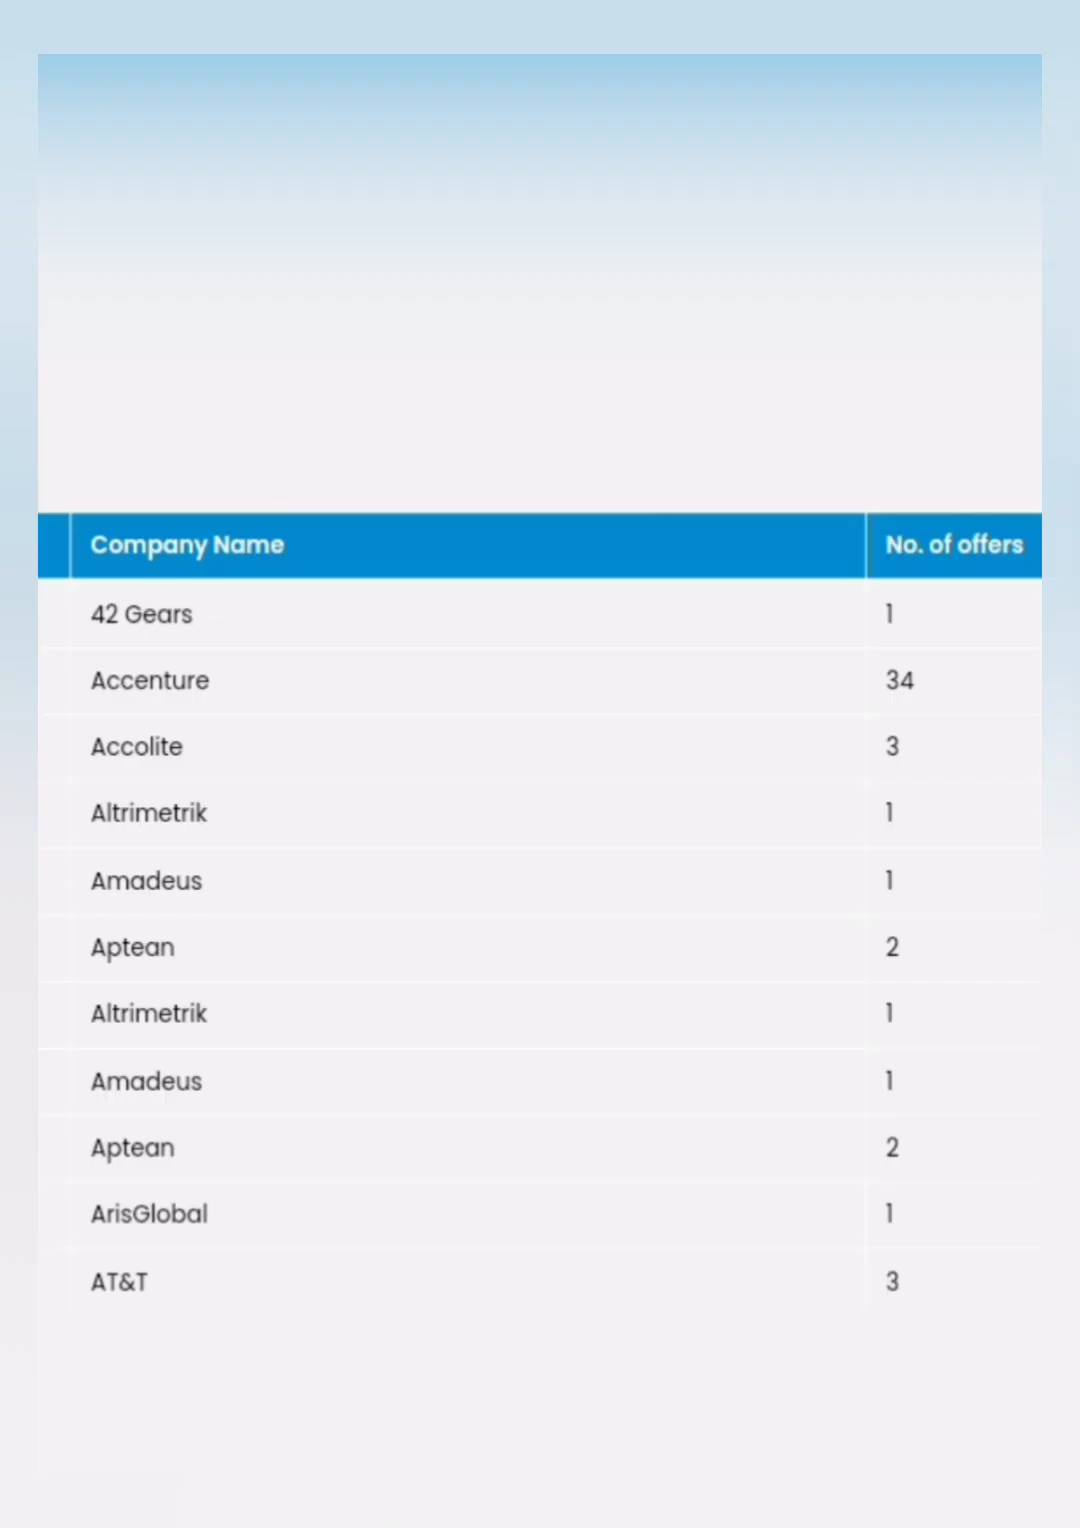 Company Name No. of offers
42 Gears 1
Accenture 34
Accolite 3
Altrimetrik 1
Amadeus 1
Aptean 2
Altrimetrik 1
Amadeus 1
Aptean 2
ArisGlobal 1
AT&T 3